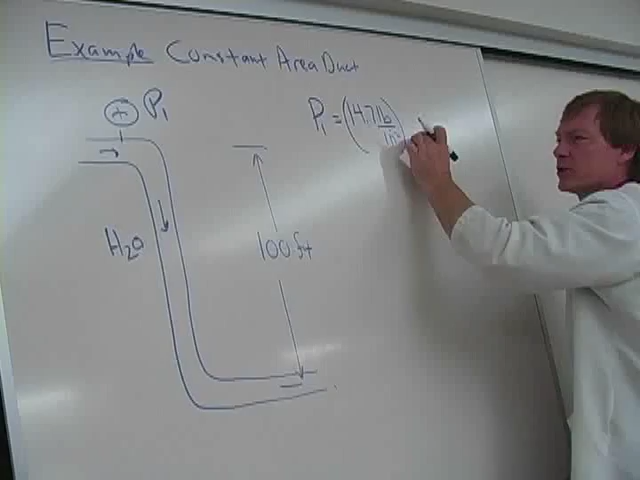 Example Constant Area Duct
P₁
P₁ = (14.7 lb/in²)
H₂O
100 ft